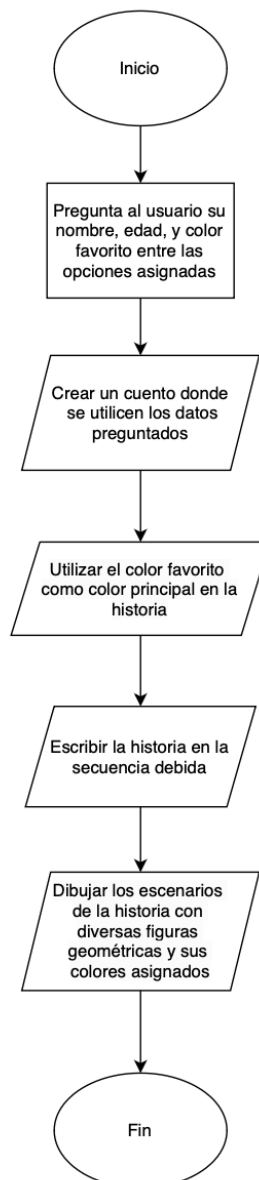 Inicio
Pregunta al usuario su
nombre, edad, y color
favorito entre las
opciones asignadas
Crear un cuento donde
se utilicen los datos
preguntados
Utilizar el color favorito
como color principal en la
historia
Escribir la historia en la
secuencia debida
Dibujar los escenarios
de la historia con
diversas figuras
geométricas y sus
colores asignados
Fin